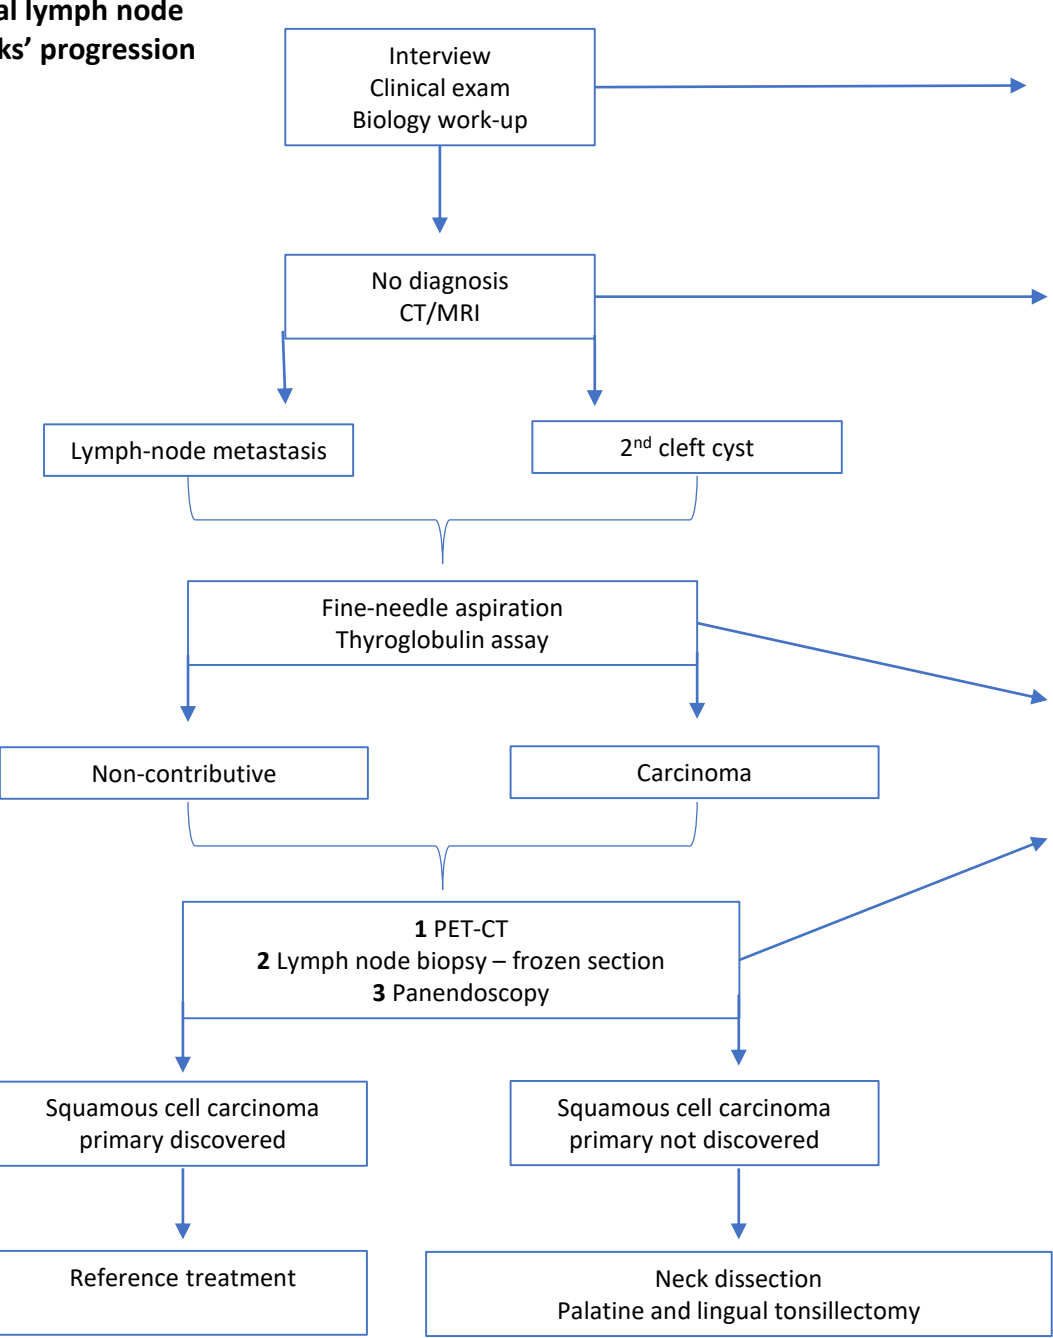 lymph node
progression
Interview
Clinical exam
Biology work-up
No diagnosis
CT/MRI
Lymph-node metastasis
2nd cleft cyst
Fine-needle aspiration
Thyroglobulin assay
Non-contributive
Carcinoma
1 PET-CT
2 Lymph node biopsy – frozen section
3 Panendoscopy
Squamous cell carcinoma
primary discovered
Squamous cell carcinoma
primary not discovered
Reference treatment
Neck dissection
Palatine and lingual tonsillectomy